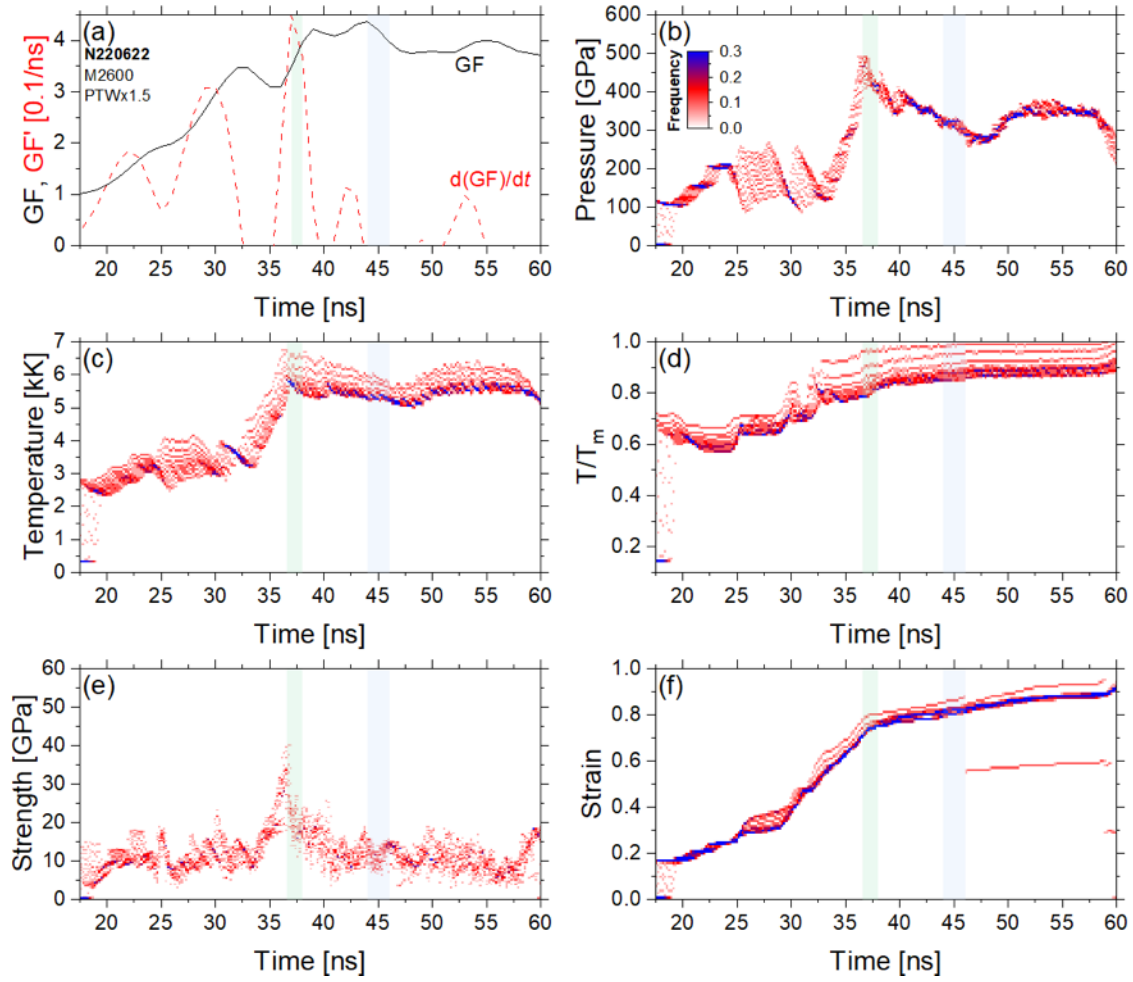 (a)
N220622
M2600
PTWx1.5
GF
d(GF)/dt
GF, GF' [0.1/ns]
4
3
2
1
0
20 25 30 35 40 45 50 55 60
Time [ns]
(b)
Frequency
0.3
0.2
0.1
0.0
Pressure [GPa]
600
500
400
300
200
100
0
20 25 30 35 40 45 50 55 60
Time [ns]
(c)
Temperature [kK]
7
6
5
4
3
2
1
0
20 25 30 35 40 45 50 55 60
Time [ns]
(d)
T/Tm
1.0
0.8
0.6
0.4
0.2
20 25 30 35 40 45 50 55 60
Time [ns]
(e)
Strength [GPa]
60
50
40
30
20
10
0
20 25 30 35 40 45 50 55 60
Time [ns]
(f)
Strain
1.0
0.8
0.6
0.4
0.2
0.0
20 25 30 35 40 45 50 55 60
Time [ns]